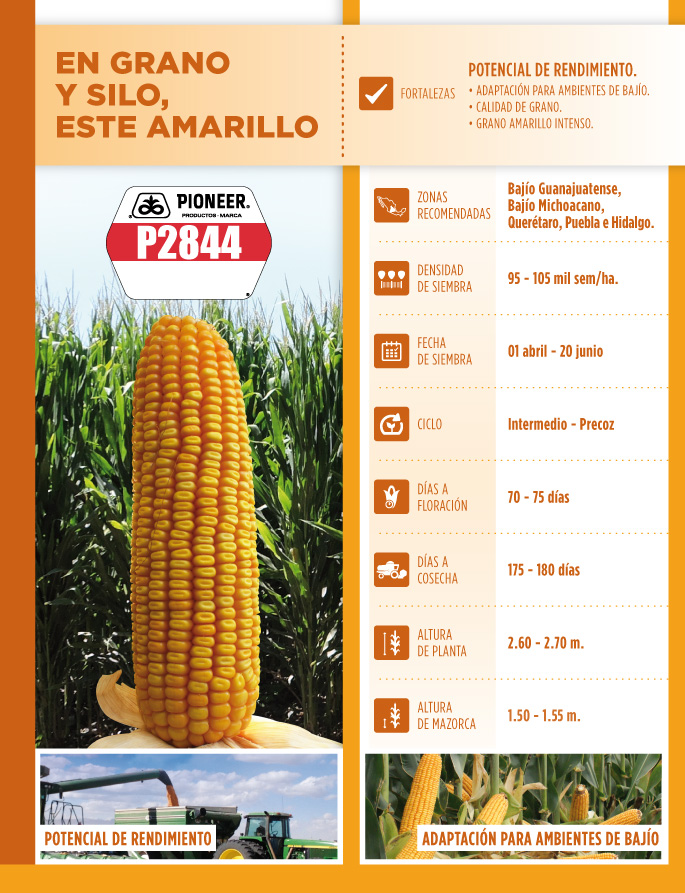 EN GRANO
Y SILO,
ESTE AMARILLO
FORTALEZAS
POTENCIAL DE RENDIMIENTO.
• ADAPTACIÓN PARA AMBIENTES DE BAJÍO.
• CALIDAD DE GRANO.
• GRANO AMARILLO INTENSO.
PIONEER®
PRODUCTOS · MARCA
P2844
ZONAS
RECOMENDADAS
Bajío Guanajuatense,
Bajío Michoacano,
Querétaro, Puebla e Hidalgo.
DENSIDAD
DE SIEMBRA
95 - 105 mil sem/ha.
FECHA
DE SIEMBRA
01 abril - 20 junio
CICLO
Intermedio - Precoz
DÍAS A
FLORACIÓN
70 - 75 días
DÍAS A
COSECHA
175 - 180 días
ALTURA
DE PLANTA
2.60 - 2.70 m.
ALTURA
DE MAZORCA
1.50 - 1.55 m.
POTENCIAL DE RENDIMIENTO
ADAPTACIÓN PARA AMBIENTES DE BAJÍO